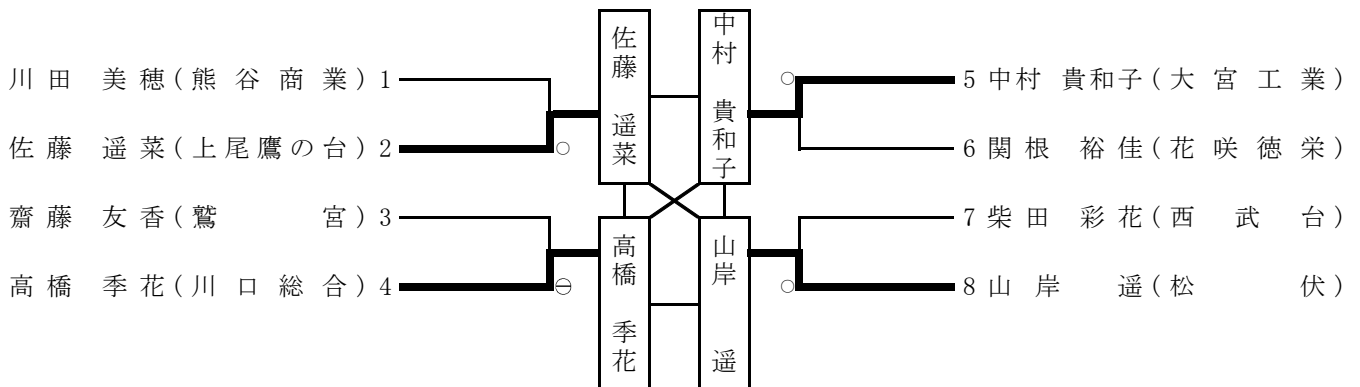 川田 美穂(熊谷商業)1
佐藤 遥菜(上尾鷹の台)2
○
齋藤 友香(鷲宮)3
高橋 季花(川口総合)4
⊖
佐藤 遥菜
中村 貴和子
高橋 季花
山岸 遥
○
5 中村 貴和子(大宮工業)
6 関根 裕佳(花咲徳栄)
7 柴田 彩花(西武台)
○
8 山岸 遥(松伏)